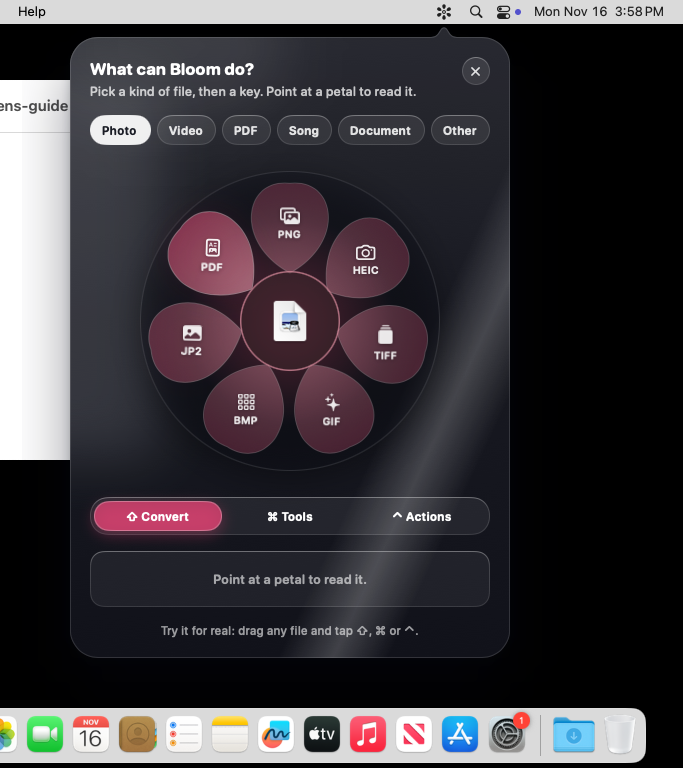 Help
Mon Nov 16 3:58 PM
ens-guide
What can Bloom do?
Pick a kind of file, then a key. Point at a petal to read it.
Photo
Video
PDF
Song
Document
Other
PNG
PDF
HEIC
JP2
TIFF
BMP
GIF
⇧ Convert
⌘ Tools
⌃ Actions
Point at a petal to read it.
Try it for real: drag any file and tap ⇧, ⌘ or ⌃.
NOV
16
tv
1